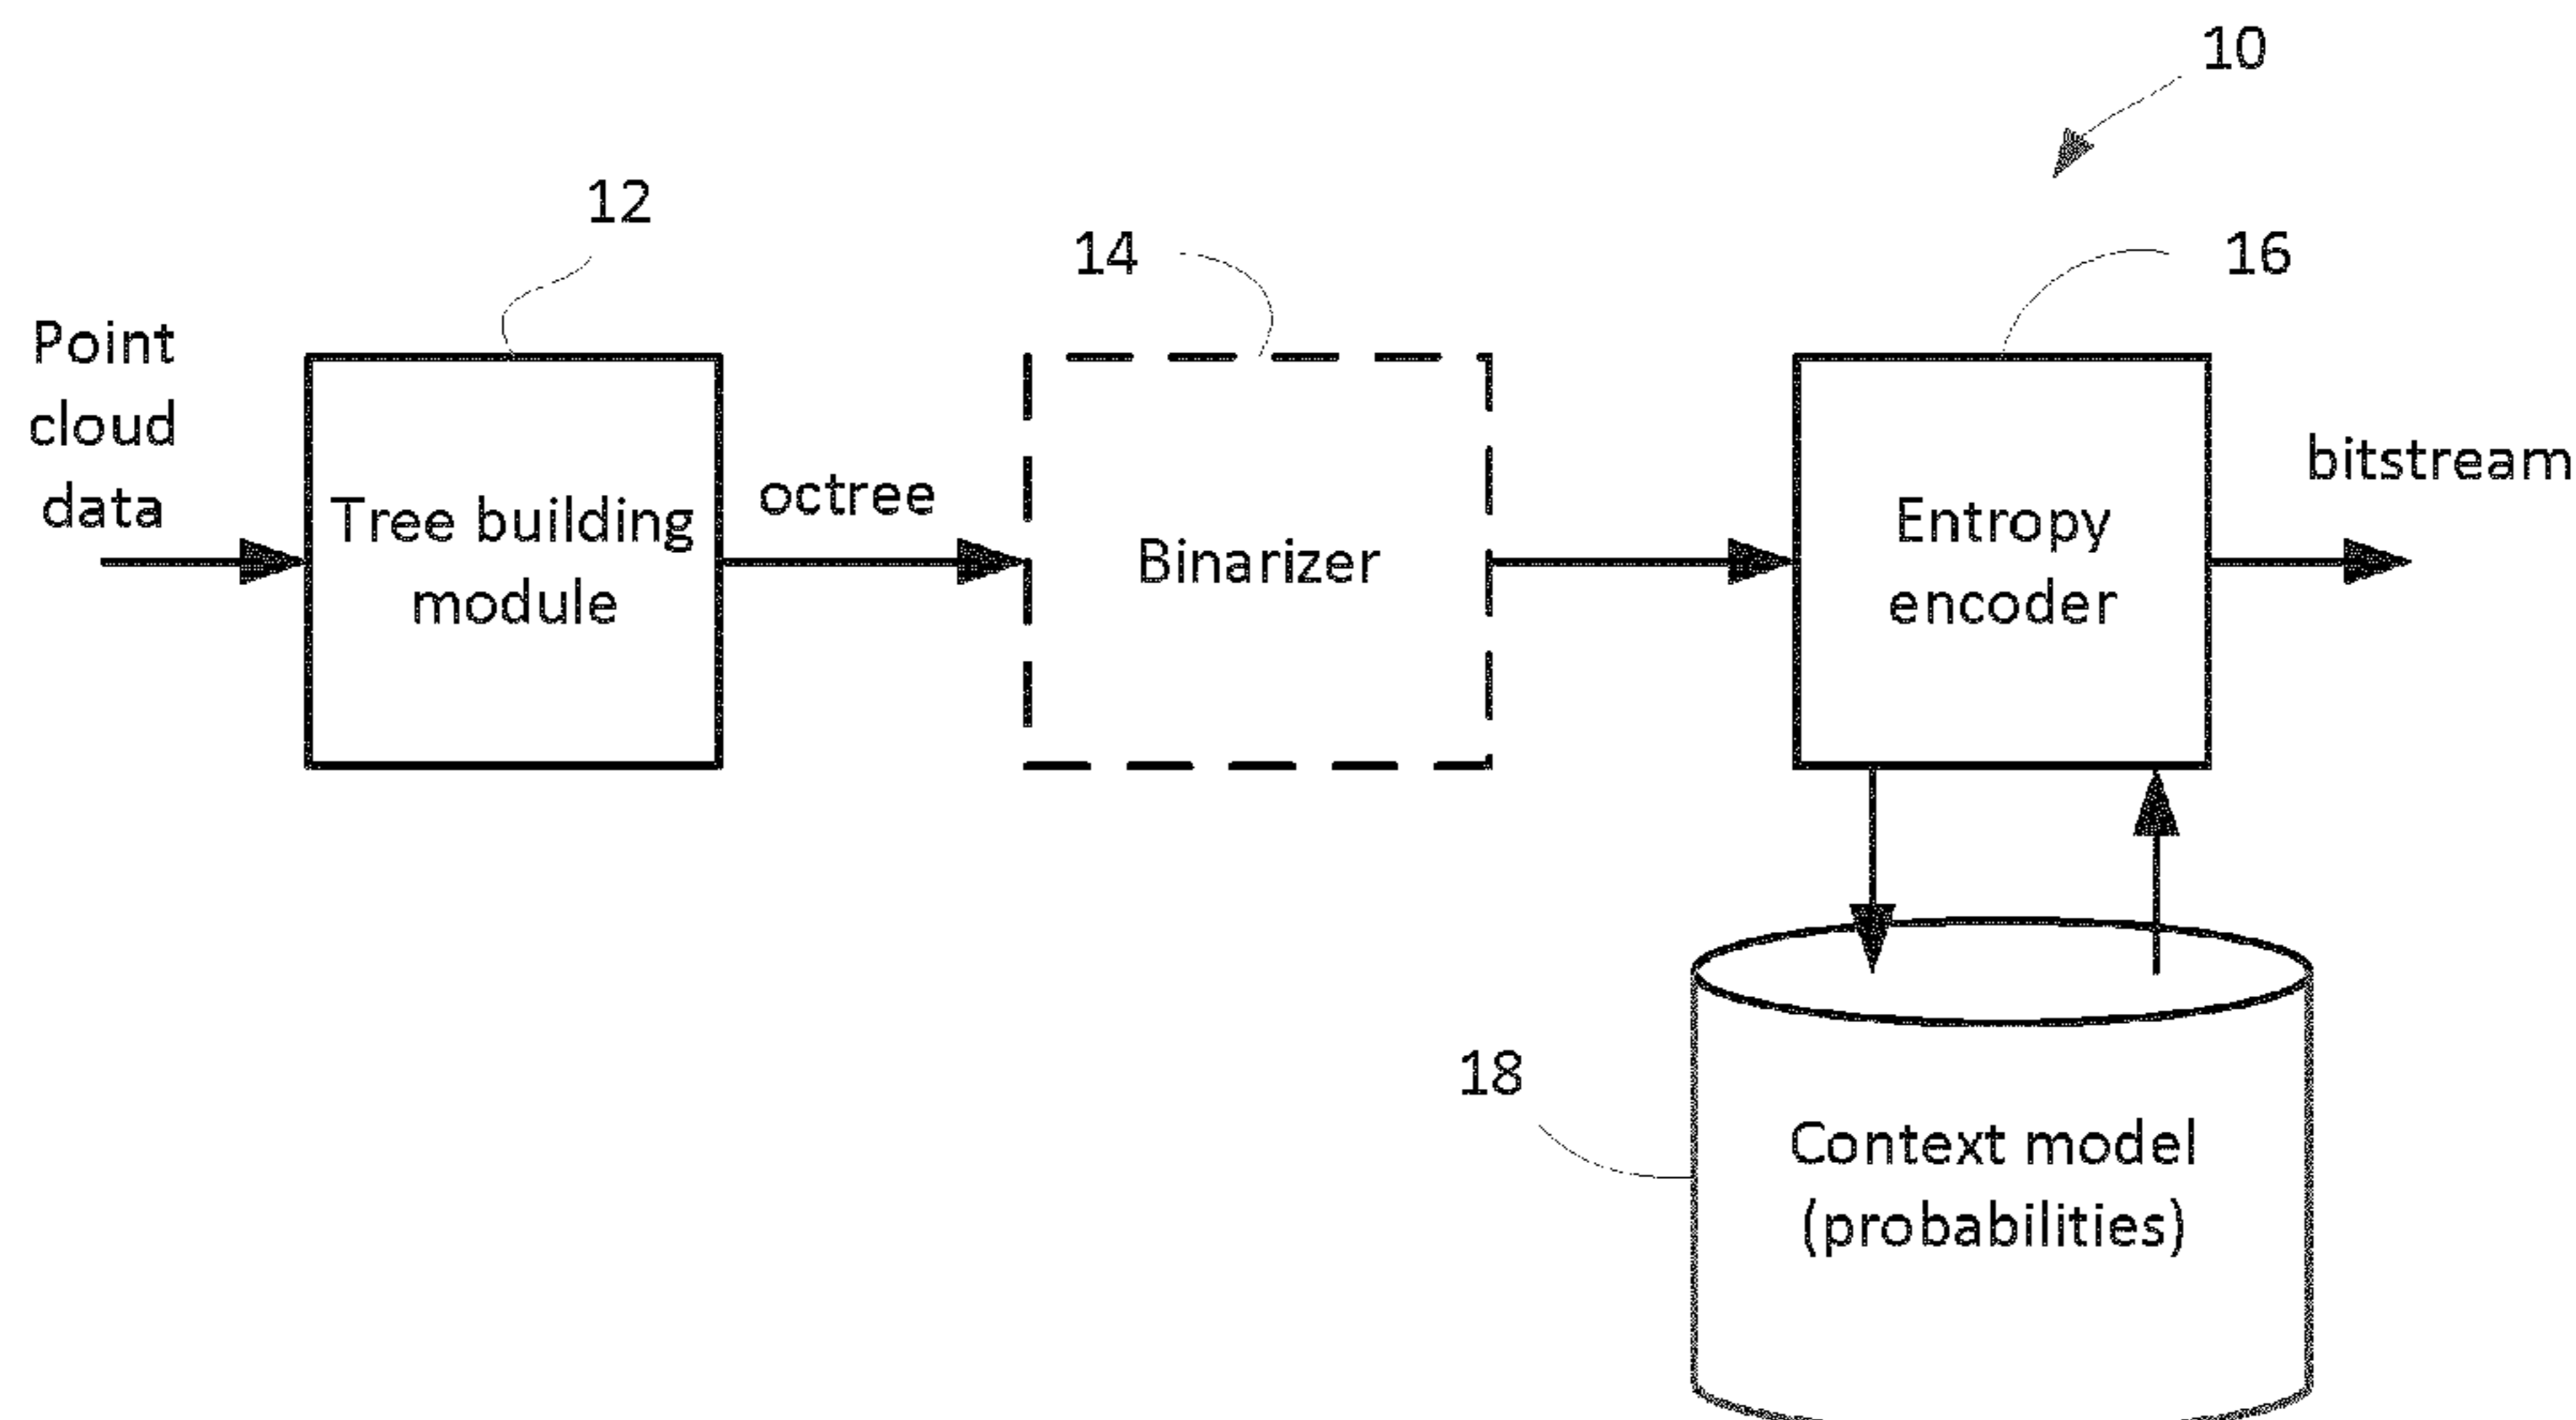 10
12
14
16
Point
cloud
data
Tree building
module
octree
Binarizer
Entropy
encoder
bitstream
18
Context model
(probabilities)